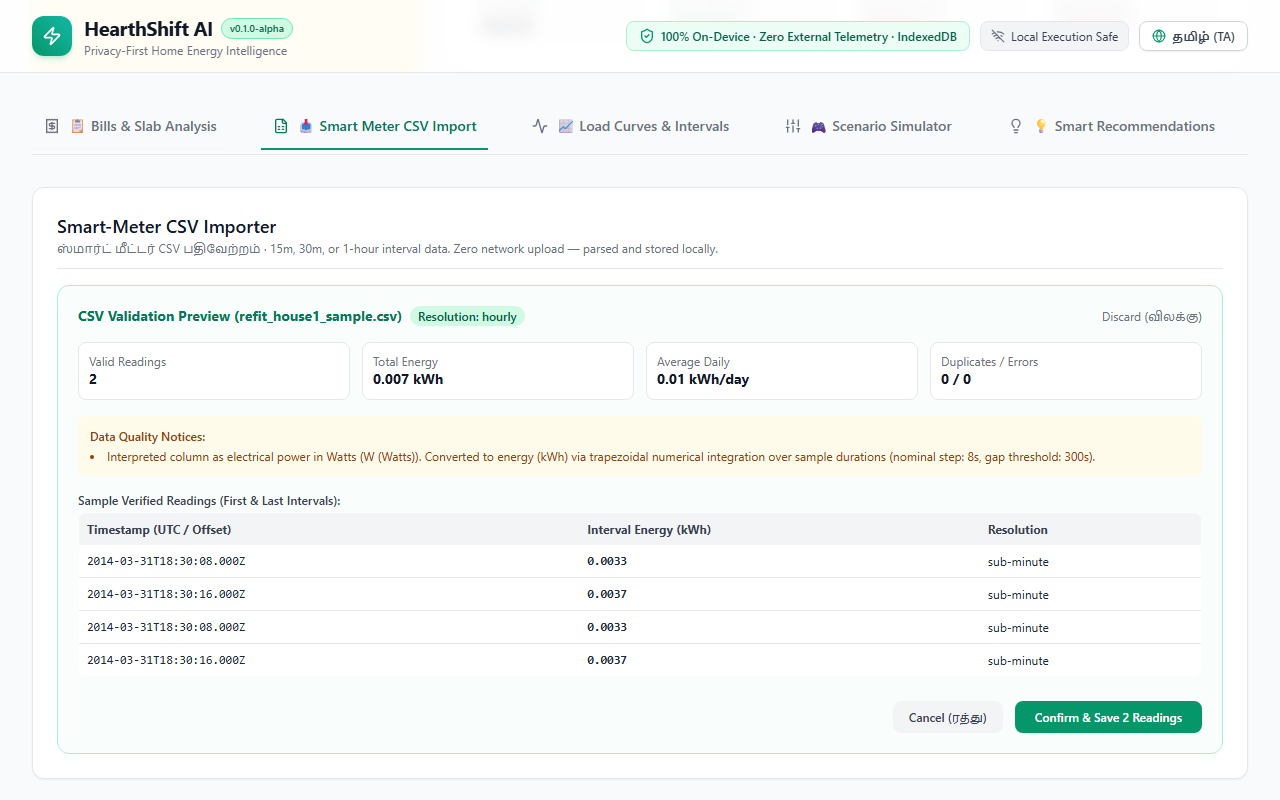 HearthShift AI v0.1.0-alpha
Privacy-First Home Energy Intelligence
100% On-Device · Zero External Telemetry · IndexedDB
Local Execution Safe
தமிழ் (TA)
Bills & Slab Analysis
Smart Meter CSV Import
Load Curves & Intervals
Scenario Simulator
Smart Recommendations
Smart-Meter CSV Importer
ஸ்மார்ட் மீட்டர் CSV பதிவேற்றம் · 15m, 30m, or 1-hour interval data. Zero network upload — parsed and stored locally.
CSV Validation Preview (refit_house1_sample.csv) Resolution: hourly
Discard (விலக்கு)
Valid Readings
2
Total Energy
0.007 kWh
Average Daily
0.01 kWh/day
Duplicates / Errors
0 / 0
Data Quality Notices:
• Interpreted column as electrical power in Watts (W (Watts)). Converted to energy (kWh) via trapezoidal numerical integration over sample durations (nominal step: 8s, gap threshold: 300s).
Sample Verified Readings (First & Last Intervals):
Timestamp (UTC / Offset) Interval Energy (kWh) Resolution
2014-03-31T18:30:08.000Z 0.0033 sub-minute
2014-03-31T18:30:16.000Z 0.0037 sub-minute
2014-03-31T18:30:08.000Z 0.0033 sub-minute
2014-03-31T18:30:16.000Z 0.0037 sub-minute
Cancel (ரத்து)
Confirm & Save 2 Readings